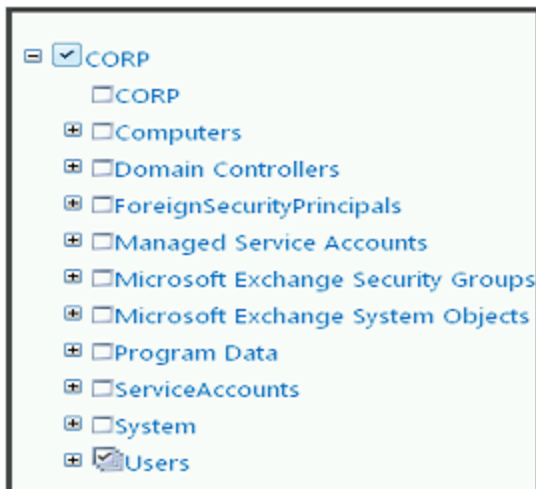 CORP
CORP
Computers
Domain Controllers
ForeignSecurityPrincipals
Managed Service Accounts
Microsoft Exchange Security Groups
Microsoft Exchange System Objects
Program Data
ServiceAccounts
System
Users